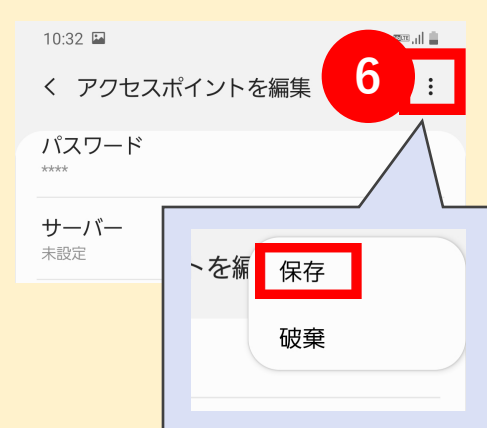 10:32
アクセスポイントを編集
6
パスワード
****
サーバー
未設定
トを編
保存
破棄